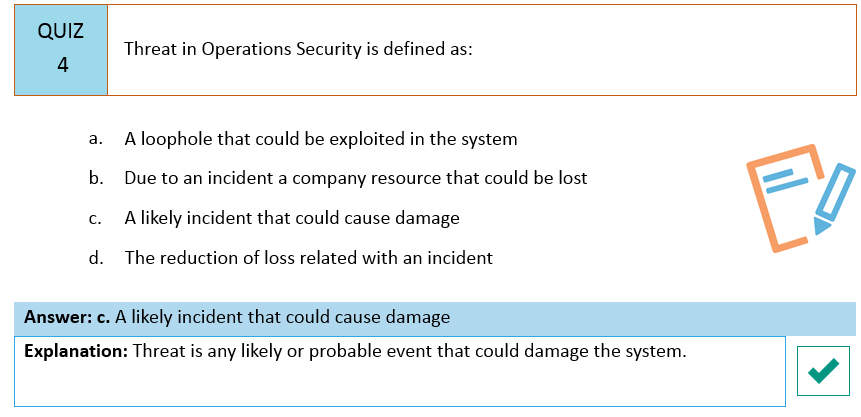 QUIZ
4
Threat in Operations Security is defined as:
a. A loophole that could be exploited in the system
b. Due to an incident a company resource that could be lost
c. A likely incident that could cause damage
d. The reduction of loss related with an incident
Answer: c. A likely incident that could cause damage
Explanation: Threat is any likely or probable event that could damage the system.